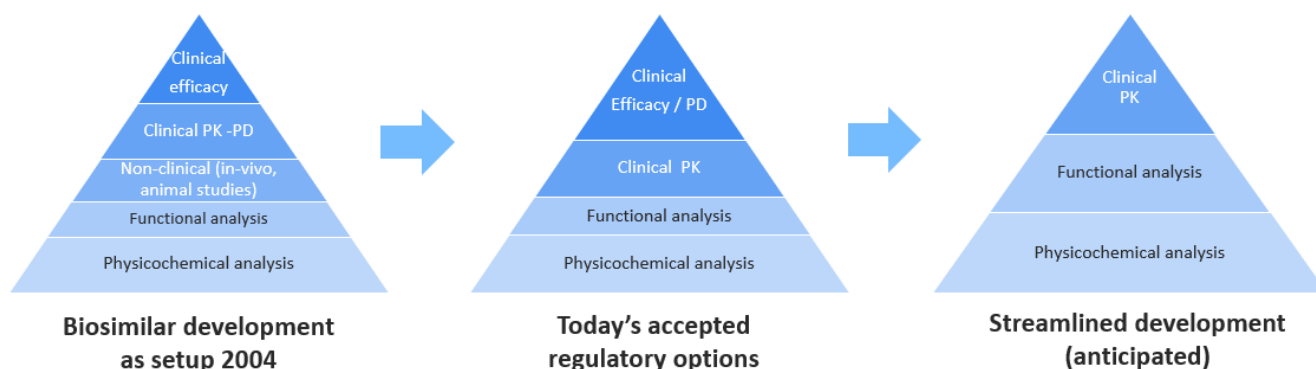 Clinical
efficacy
Clinical PK -PD
Non-clinical (in-vivo,
animal studies)
Functional analysis
Physicochemical analysis
Biosimilar development
as setup 2004
Clinical
Efficacy / PD
Clinical PK
Functional analysis
Physicochemical analysis
Today's accepted
regulatory options
Clinical
PK
Functional analysis
Physicochemical analysis
Streamlined development
(anticipated)